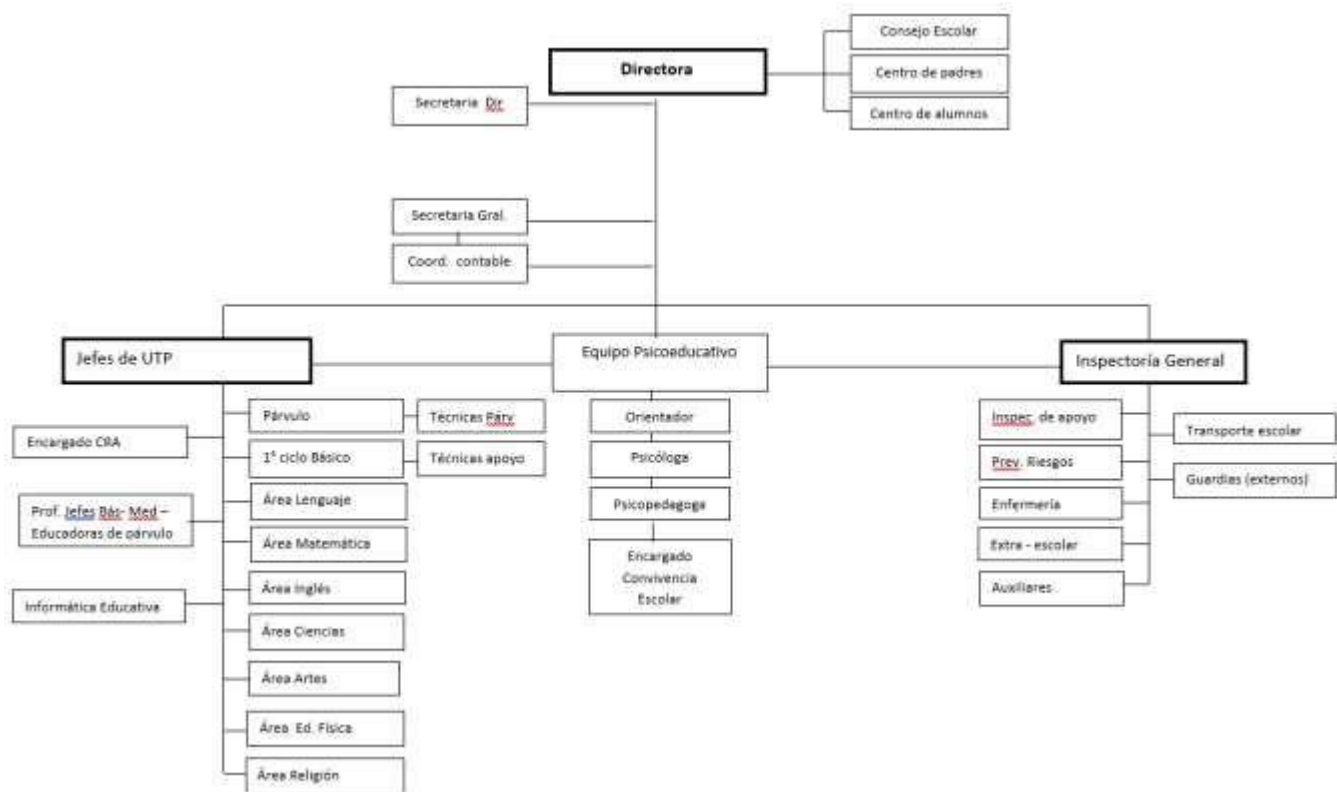 Consejo Escolar
Directora
Centro de padres
Secretaria Dir
Centro de alumnos
Secretaria Gral.
Coord. contable
Jefes de UTP
Equipo Psicoeducativo
Inspectoría General
Párvulo
Técnicas Párv
Orientador
Inspec. de apoyo
Transporte escolar
Encargado CRA
1° ciclo Básico
Técnicas apoyo
Psicóloga
Prev. Riesgos
Guardias (externos)
Área Lenguaje
Prof. Jefes Bás- Med –
Educadoras de párvulo
Psicopedagoga
Enfermería
Área Matemática
Extra - escolar
Encargado
Convivencia
Escolar
Área Inglés
Auxiliares
Informática Educativa
Área Ciencias
Área Artes
Área Ed. Física
Área Religión